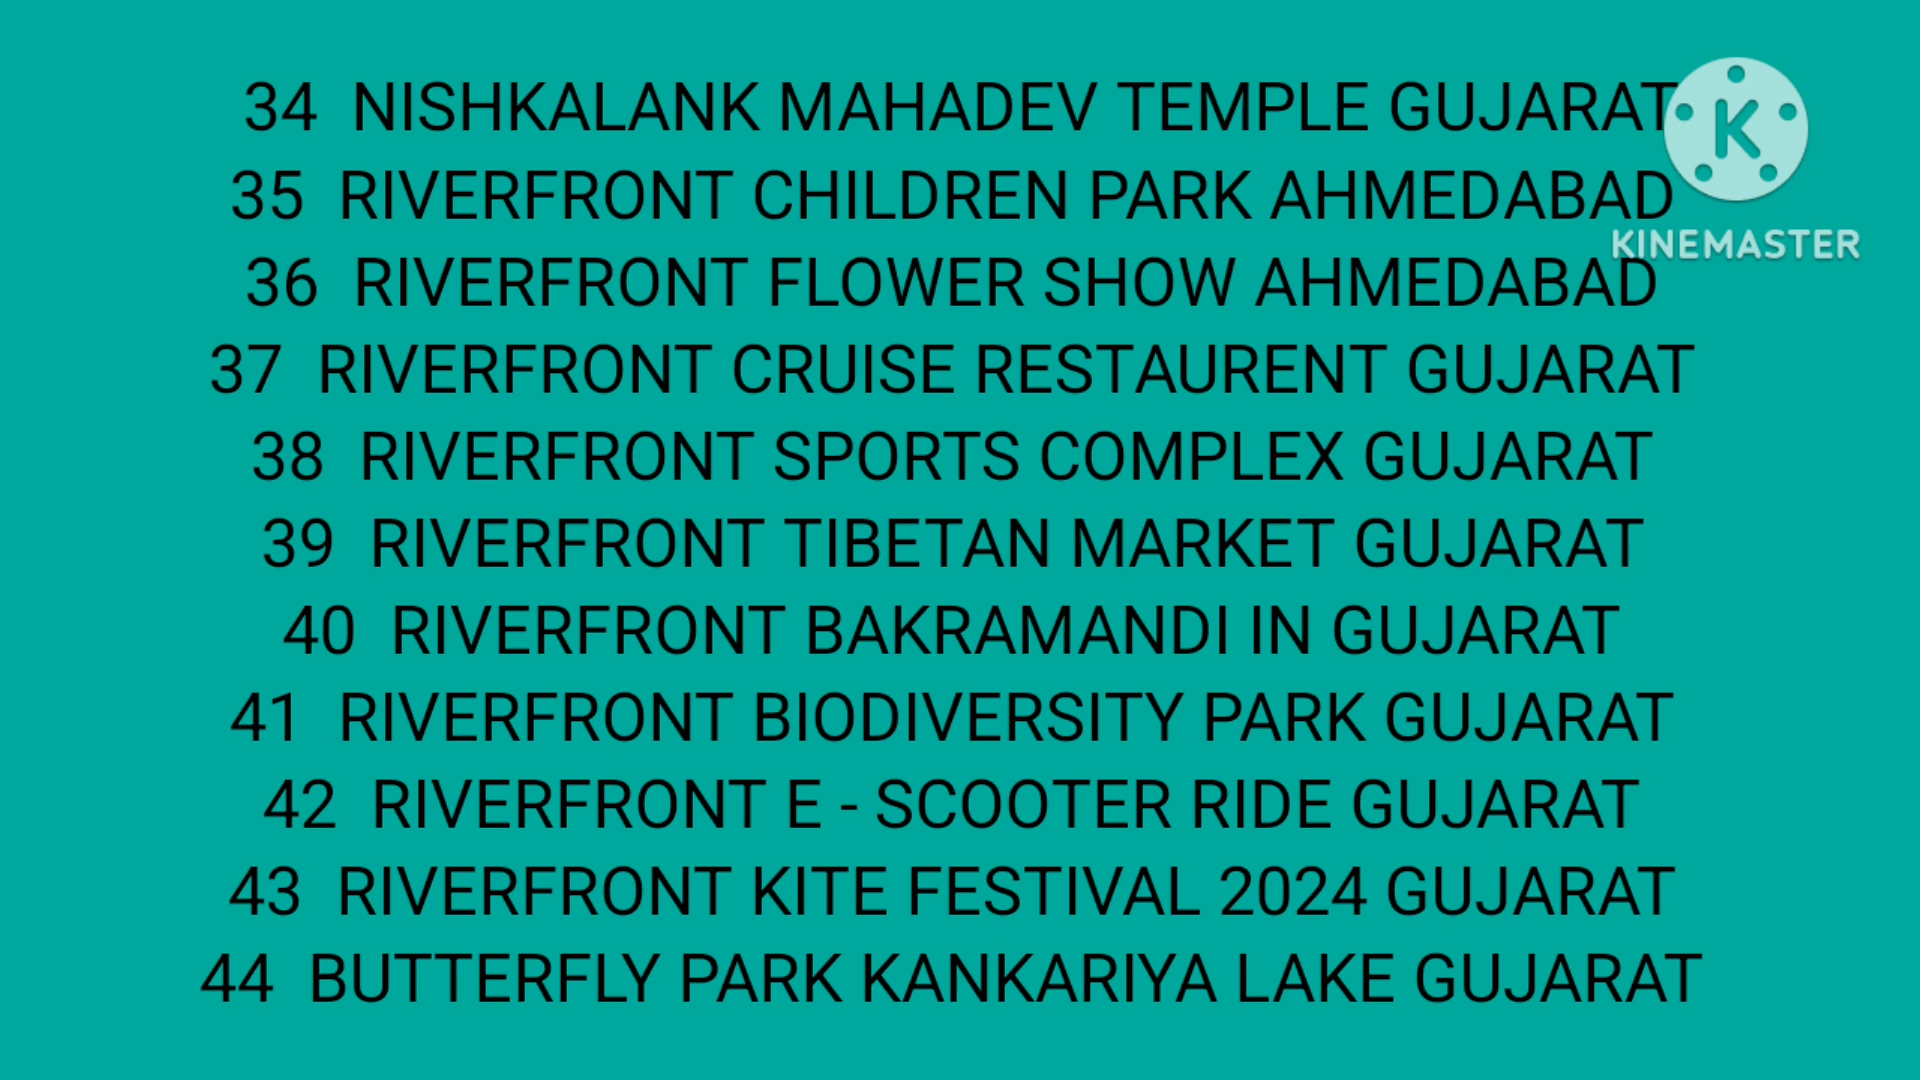 34  NISHKALANK MAHADEV TEMPLE GUJARAT
35  RIVERFRONT CHILDREN PARK AHMEDABAD
36  RIVERFRONT FLOWER SHOW AHMEDABAD
37  RIVERFRONT CRUISE RESTAURENT GUJARAT
38  RIVERFRONT SPORTS COMPLEX GUJARAT
39  RIVERFRONT TIBETAN MARKET GUJARAT
40  RIVERFRONT BAKRAMANDI IN GUJARAT
41  RIVERFRONT BIODIVERSITY PARK GUJARAT
42  RIVERFRONT E - SCOOTER RIDE GUJARAT
43  RIVERFRONT KITE FESTIVAL 2024 GUJARAT
44  BUTTERFLY PARK KANKARIYA LAKE GUJARAT
K
KINEMASTER